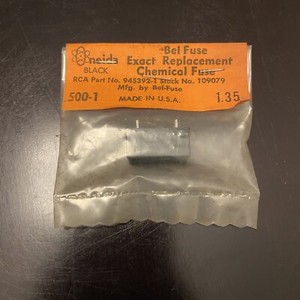 Bel Fuse
Oneida Exact Replacement
BLACK Chemical Fuse
RCA Part No. 945392-1 Stock No. 109079
Mfg. by Bel-Fuse
500-1 MADE IN U.S.A. 1.35